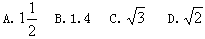 A. 1 1/2 B. 1.4 C. √3 D. √2